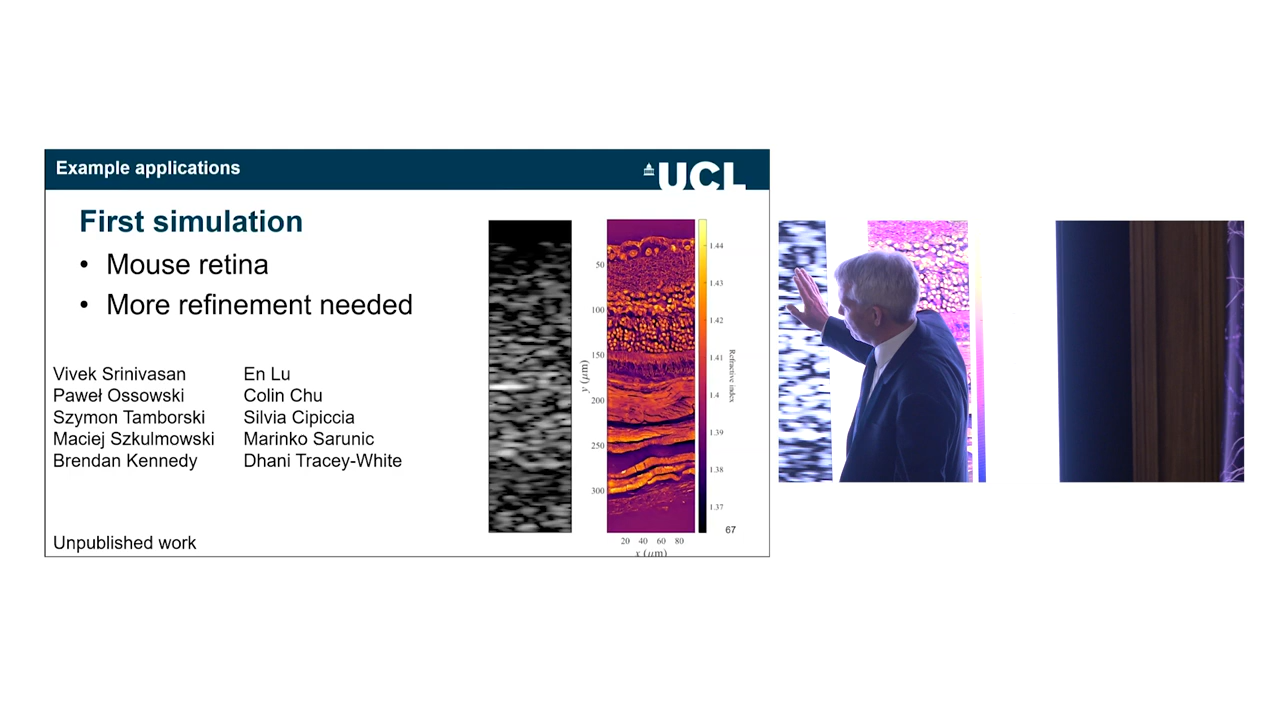 Example applications
UCL
First simulation
• Mouse retina
• More refinement needed
Vivek Srinivasan
Paweł Ossowski
Szymon Tamborski
Maciej Szkulmowski
Brendan Kennedy
En Lu
Colin Chu
Silvia Cipiccia
Marinko Sarunic
Dhani Tracey-White
Unpublished work
50
100
150
200
250
300
y (μm)
20 40 60 80
x (μm)
1.44
1.43
1.42
1.41
1.4
1.39
1.38
1.37
Refractive index
67